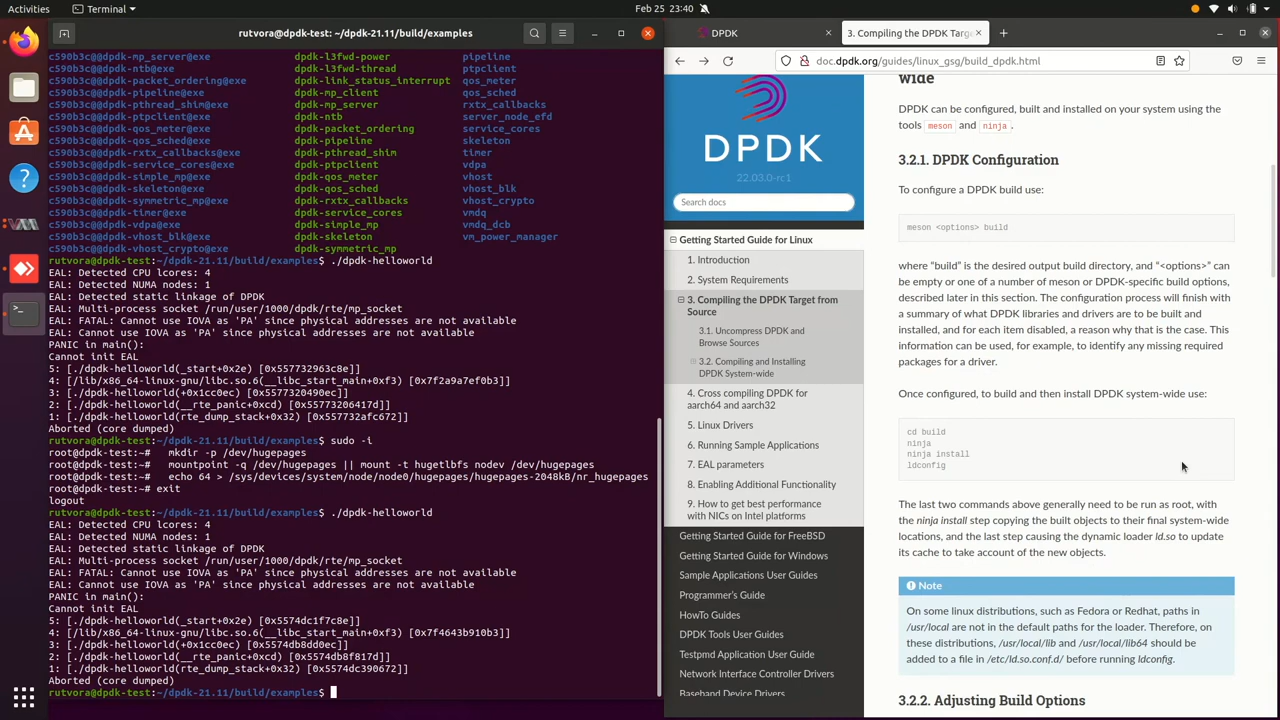 Activities
Terminal
Feb 25 23:40
rutvora@dpdk-test: ~/dpdk-21.11/build/examples
c590b3c@@dpdk-mp_server@exe dpdk-l3fwd-power pipeline
c590b3c@@dpdk-ntb@exe dpdk-l3fwd-thread ptpclient
c590b3c@@dpdk-packet_ordering@exe dpdk-link_status_interrupt qos_meter
c590b3c@@dpdk-pipeline@exe dpdk-mp_client qos_sched
c590b3c@@dpdk-pthread_shim@exe dpdk-mp_server rxtx_callbacks
c590b3c@@dpdk-ptpclient@exe dpdk-ntb server_node_efd
c590b3c@@dpdk-qos_meter@exe dpdk-packet_ordering service_cores
c590b3c@@dpdk-qos_sched@exe dpdk-pipeline skeleton
c590b3c@@dpdk-rxtx_callbacks@exe dpdk-pthread_shim timer
c590b3c@@dpdk-service_cores@exe dpdk-ptpclient vdpa
c590b3c@@dpdk-simple_mp@exe dpdk-qos_meter vhost
c590b3c@@dpdk-skeleton@exe dpdk-qos_sched vhost_blk
c590b3c@@dpdk-symmetric_mp@exe dpdk-rxtx_callbacks vhost_crypto
c590b3c@@dpdk-timer@exe dpdk-service_cores vmdq
c590b3c@@dpdk-vdpa@exe dpdk-simple_mp vmdq_dcb
c590b3c@@dpdk-vhost_blk@exe dpdk-skeleton vm_power_manager
c590b3c@@dpdk-vhost_crypto@exe dpdk-symmetric_mp
rutvora@dpdk-test:~/dpdk-21.11/build/examples$ ./dpdk-helloworld
EAL: Detected CPU lcores: 4
EAL: Detected NUMA nodes: 1
EAL: Detected static linkage of DPDK
EAL: Multi-process socket /run/user/1000/dpdk/rte/mp_socket
EAL: FATAL: Cannot use IOVA as 'PA' since physical addresses are not available
EAL: Cannot use IOVA as 'PA' since physical addresses are not available
PANIC in main():
Cannot init EAL
5: [./dpdk-helloworld(_start+0x2e) [0x557732963c8e]]
4: [/lib/x86_64-linux-gnu/libc.so.6(__libc_start_main+0xf3) [0x7f2a9a7ef0b3]]
3: [./dpdk-helloworld(+0x1cc0ec) [0x5577320490ec]]
2: [./dpdk-helloworld(__rte_panic+0xcd) [0x55773206417d]]
1: [./dpdk-helloworld(rte_dump_stack+0x32) [0x557732afc672]]
Aborted (core dumped)
rutvora@dpdk-test:~/dpdk-21.11/build/examples$ sudo -i
root@dpdk-test:~# mkdir -p /dev/hugepages
root@dpdk-test:~# mountpoint -q /dev/hugepages || mount -t hugetlbfs nodev /dev/hugepages
root@dpdk-test:~# echo 64 > /sys/devices/system/node/node0/hugepages/hugepages-2048kB/nr_hugepages
root@dpdk-test:~# exit
logout
rutvora@dpdk-test:~/dpdk-21.11/build/examples$ ./dpdk-helloworld
EAL: Detected CPU lcores: 4
EAL: Detected NUMA nodes: 1
EAL: Detected static linkage of DPDK
EAL: Multi-process socket /run/user/1000/dpdk/rte/mp_socket
EAL: FATAL: Cannot use IOVA as 'PA' since physical addresses are not available
EAL: Cannot use IOVA as 'PA' since physical addresses are not available
PANIC in main():
Cannot init EAL
5: [./dpdk-helloworld(_start+0x2e) [0x5574dc1f7c8e]]
4: [/lib/x86_64-linux-gnu/libc.so.6(__libc_start_main+0xf3) [0x7f4643b910b3]]
3: [./dpdk-helloworld(+0x1cc0ec) [0x5574db8dd0ec]]
2: [./dpdk-helloworld(__rte_panic+0xcd) [0x5574db8f817d]]
1: [./dpdk-helloworld(rte_dump_stack+0x32) [0x5574dc390672]]
Aborted (core dumped)
rutvora@dpdk-test:~/dpdk-21.11/build/examples$
DPDK
3. Compiling the DPDK Targ
doc.dpdk.org/guides/linux_gsg/build_dpdk.html
DPDK
22.03.0-rc1
Search docs
Getting Started Guide for Linux
1. Introduction
2. System Requirements
3. Compiling the DPDK Target from
Source
3.1. Uncompress DPDK and
Browse Sources
3.2. Compiling and Installing
DPDK System-wide
4. Cross compiling DPDK for
aarch64 and aarch32
5. Linux Drivers
6. Running Sample Applications
7. EAL parameters
8. Enabling Additional Functionality
9. How to get best performance
with NICs on Intel platforms
Getting Started Guide for FreeBSD
Getting Started Guide for Windows
Sample Applications User Guides
Programmer's Guide
HowTo Guides
DPDK Tools User Guides
Testpmd Application User Guide
Network Interface Controller Drivers
Baseband Device Drivers
wide
DPDK can be configured, built and installed on your system using the
tools meson and ninja.
3.2.1. DPDK Configuration
To configure a DPDK build use:
meson <options> build
where “build” is the desired output build directory, and “<options>” can
be empty or one of a number of meson or DPDK-specific build options,
described later in this section. The configuration process will finish with
a summary of what DPDK libraries and drivers are to be built and
installed, and for each item disabled, a reason why that is the case. This
information can be used, for example, to identify any missing required
packages for a driver.
Once configured, to build and then install DPDK system-wide use:
cd build
ninja
ninja install
ldconfig
The last two commands above generally need to be run as root, with
the ninja install step copying the built objects to their final system-wide
locations, and the last step causing the dynamic loader ld.so to update
its cache to take account of the new objects.
Note
On some linux distributions, such as Fedora or Redhat, paths in
/usr/local are not in the default paths for the loader. Therefore, on
these distributions, /usr/local/lib and /usr/local/lib64 should be
added to a file in /etc/ld.so.conf.d/ before running ldconfig.
3.2.2. Adjusting Build Options